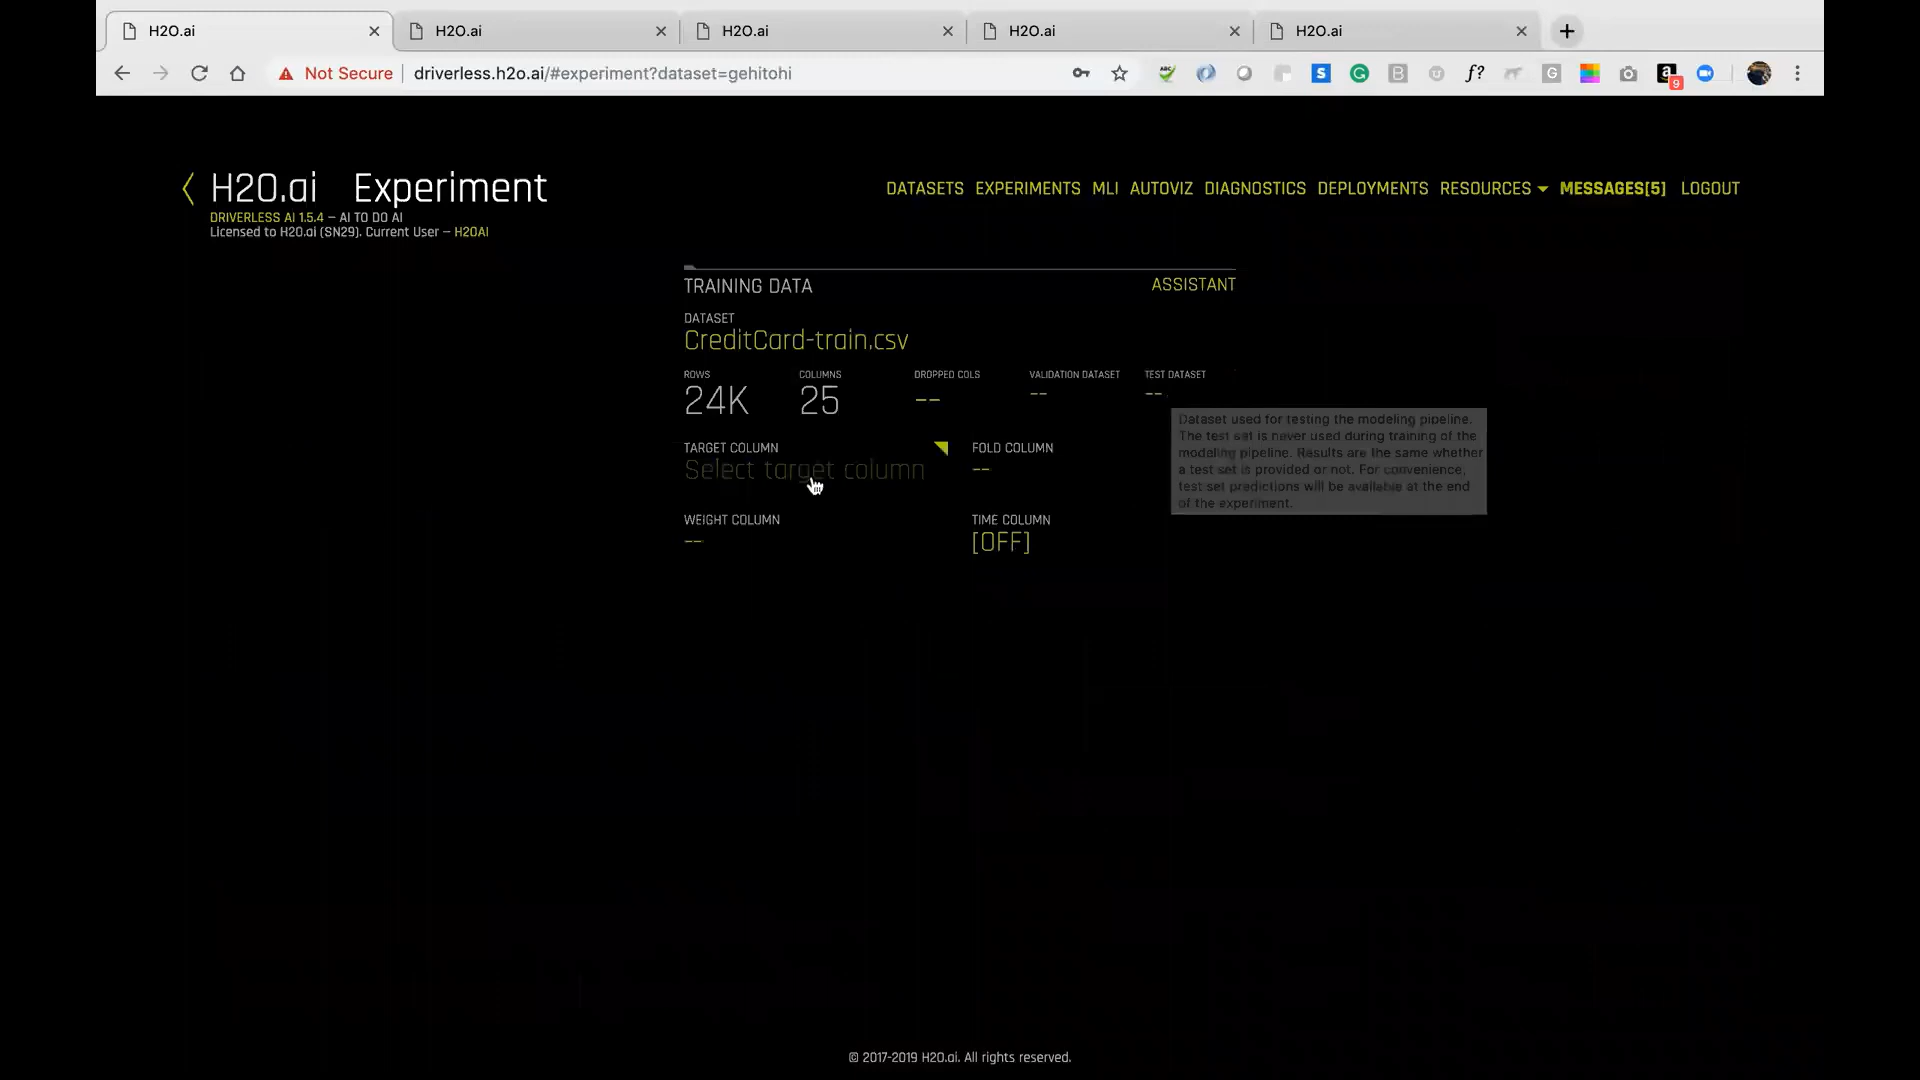 H2O.ai
H2O.ai
H2O.ai
H2O.ai
H2O.ai
Not Secure
driverless.h2o.ai/#experiment?dataset=gehitohi
H2O.ai Experiment
DRIVERLESS AI 1.5.4 – AI TO DO AI
Licensed to H2O.ai (SN29). Current User – H2OAI
DATASETS EXPERIMENTS MLI AUTOVIZ DIAGNOSTICS DEPLOYMENTS RESOURCES MESSAGES[5] LOGOUT
TRAINING DATA
ASSISTANT
DATASET
CreditCard-train.csv
ROWS
24K
COLUMNS
25
DROPPED COLS
--
VALIDATION DATASET
--
TEST DATASET
--
Dataset used for testing the modeling pipeline.
The test set is never used during training of the
modeling pipeline. Results are the same whether
a test set is provided or not. For convenience,
test set predictions will be available at the end
of the experiment.
TARGET COLUMN
Select target column
FOLD COLUMN
--
WEIGHT COLUMN
--
TIME COLUMN
[OFF]
© 2017-2019 H2O.ai. All rights reserved.